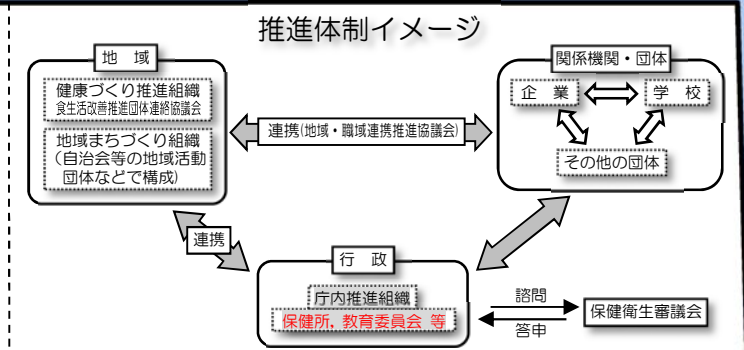 推進体制イメージ
地 域
健康づくり推進組織
食生活改善推進団体連絡協議会
地域まちづくり組織
(自治会等の地域活動
団体などで構成)
連携(地域・職域連携推進協議会)
関係機関・団体
企 業
学 校
その他の団体
連携
行 政
庁内推進組織
保健所, 教育委員会 等
諮問
答申
保健衛生審議会